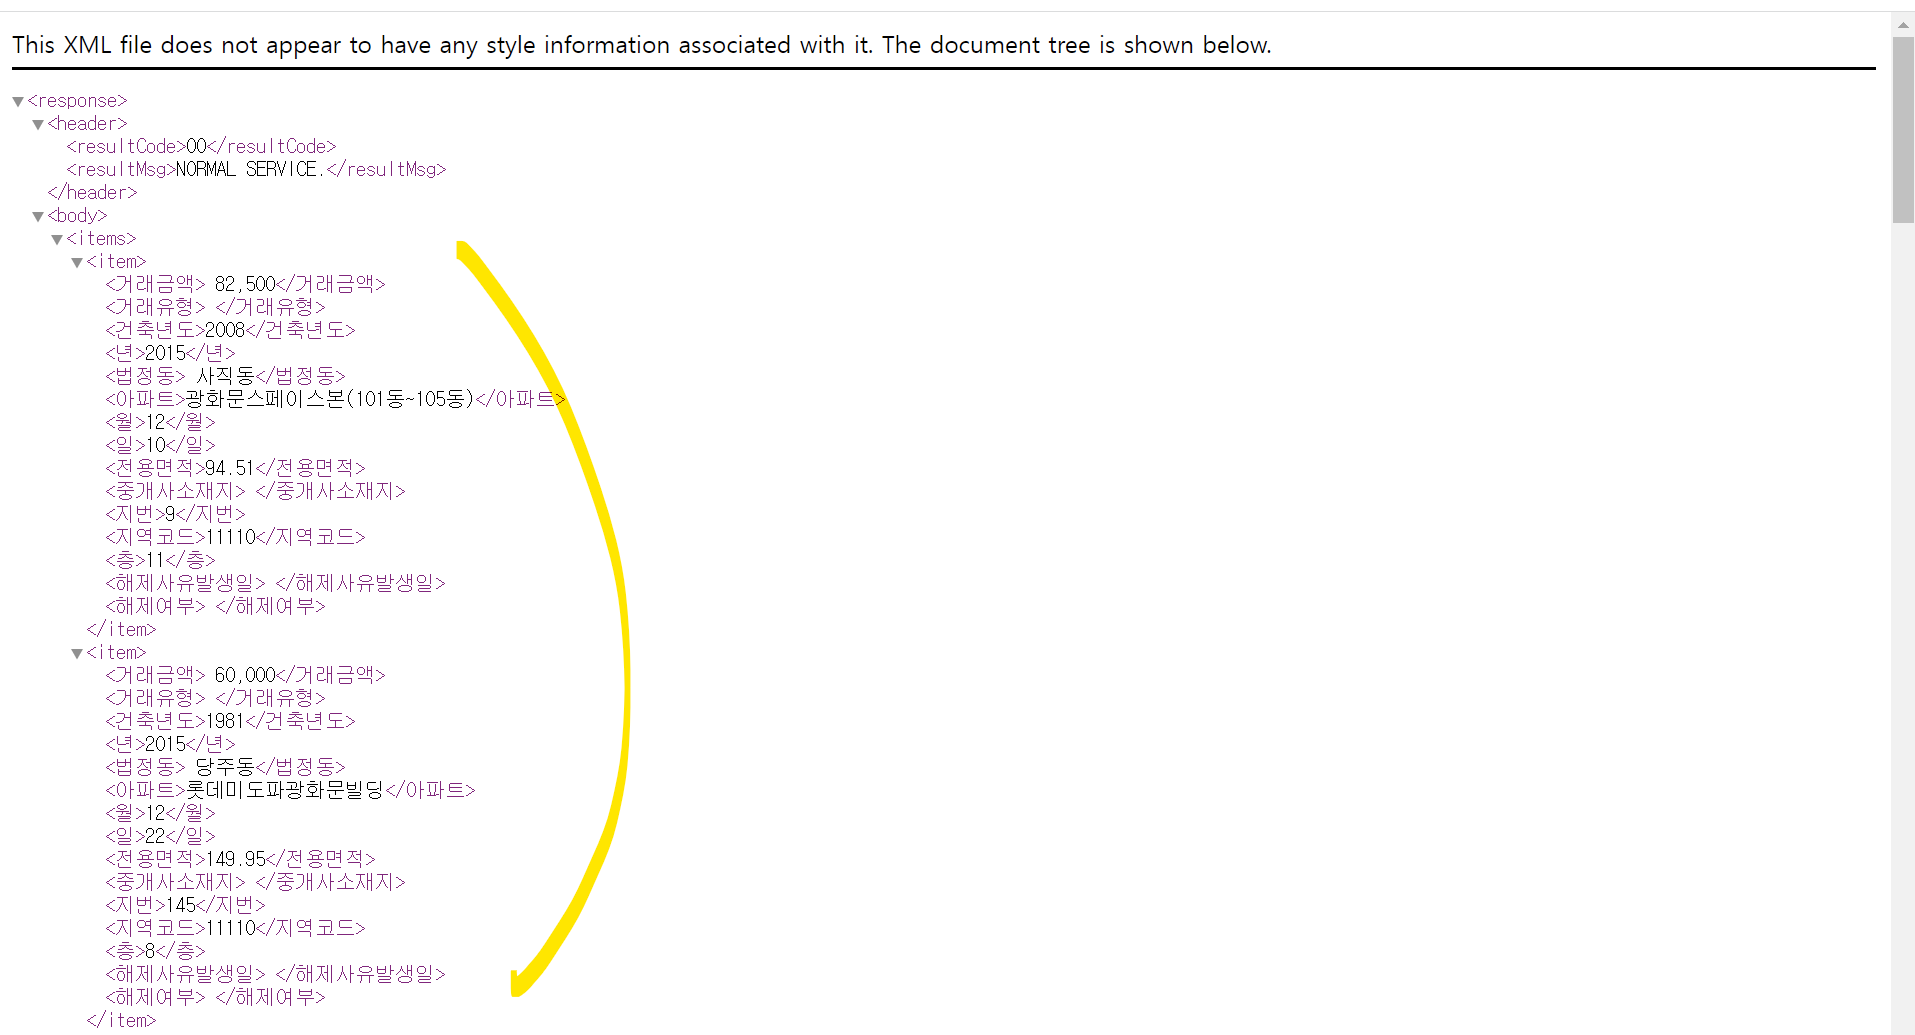 This XML file does not appear to have any style information associated with it. The document tree is shown below.
▼<response>
▼<header>
<resultCode>00</resultCode>
<resultMsg>NORMAL SERVICE.</resultMsg>
</header>
▼<body>
▼<items>
▼<item>
<거래금액> 82,500</거래금액>
<거래유형> </거래유형>
<건축년도>2008</건축년도>
<년>2015</년>
<법정동> 사직동</법정동>
<아파트>광화문스페이스본(101동~105동)</아파트>
<월>12</월>
<일>10</일>
<전용면적>94.51</전용면적>
<중개사소재지> </중개사소재지>
<지번>9</지번>
<지역코드>11110</지역코드>
<층>11</층>
<해제사유발생일> </해제사유발생일>
<해제여부> </해제여부>
</item>
▼<item>
<거래금액> 60,000</거래금액>
<거래유형> </거래유형>
<건축년도>1981</건축년도>
<년>2015</년>
<법정동> 당주동</법정동>
<아파트>롯데미도파광화문빌딩</아파트>
<월>12</월>
<일>22</일>
<전용면적>149.95</전용면적>
<중개사소재지> </중개사소재지>
<지번>145</지번>
<지역코드>11110</지역코드>
<층>8</층>
<해제사유발생일> </해제사유발생일>
<해제여부> </해제여부>
</item>